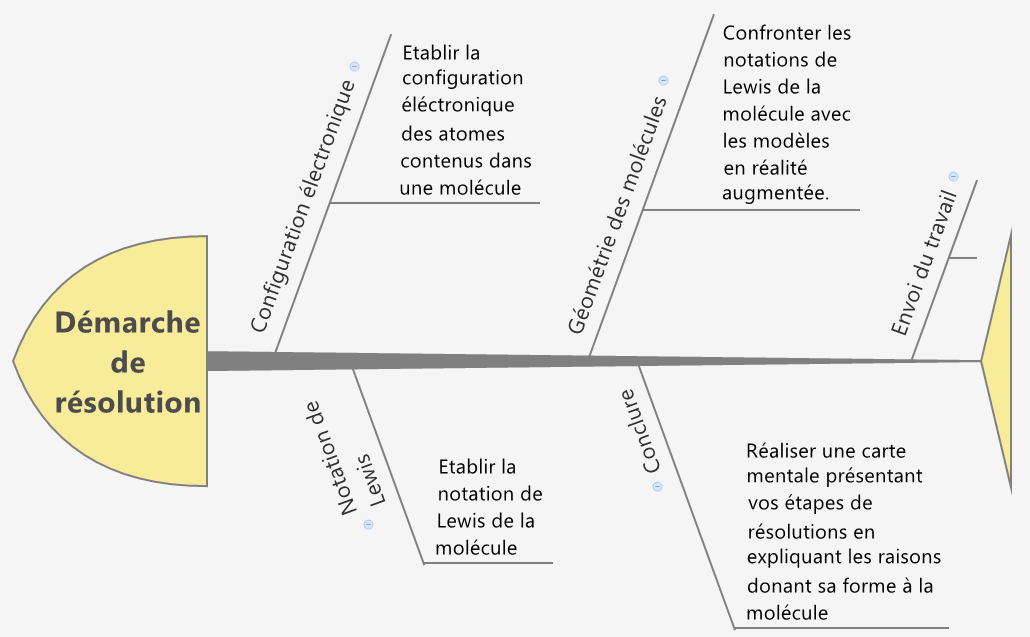 Démarche
de
résolution
Configuration électronique
Etablir la
configuration
éléctronique
des atomes
contenus dans
une molécule
Notation de
Lewis
Etablir la
notation de
Lewis de la
molécule
Géométrie des molécules
Confronter les
notations de
Lewis de la
molécule avec
les modèles
en réalité
augmentée.
Conclure
Réaliser une carte
mentale présentant
vos étapes de
résolutions en
expliquant les raisons
donant sa forme à la
molécule
Envoi du travail